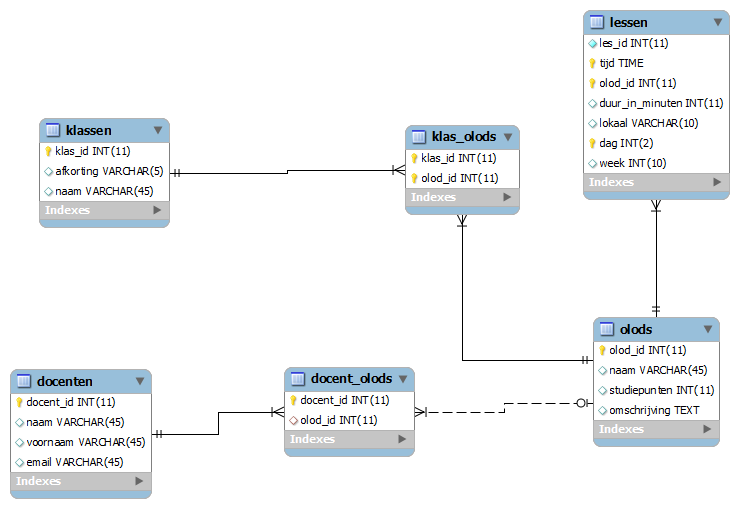 lessen
les_id INT(11)
tijd TIME
olod_id INT(11)
duur_in_minuten INT(11)
lokaal VARCHAR(10)
dag INT(2)
week INT(10)
Indexes
klassen
klas_id INT(11)
afkorting VARCHAR(5)
naam VARCHAR(45)
Indexes
klas_olods
klas_id INT(11)
olod_id INT(11)
Indexes
olods
olod_id INT(11)
naam VARCHAR(45)
studiepunten INT(11)
omschrijving TEXT
Indexes
docenten
docent_id INT(11)
naam VARCHAR(45)
voornaam VARCHAR(45)
email VARCHAR(45)
Indexes
docent_olods
docent_id INT(11)
olod_id INT(11)
Indexes